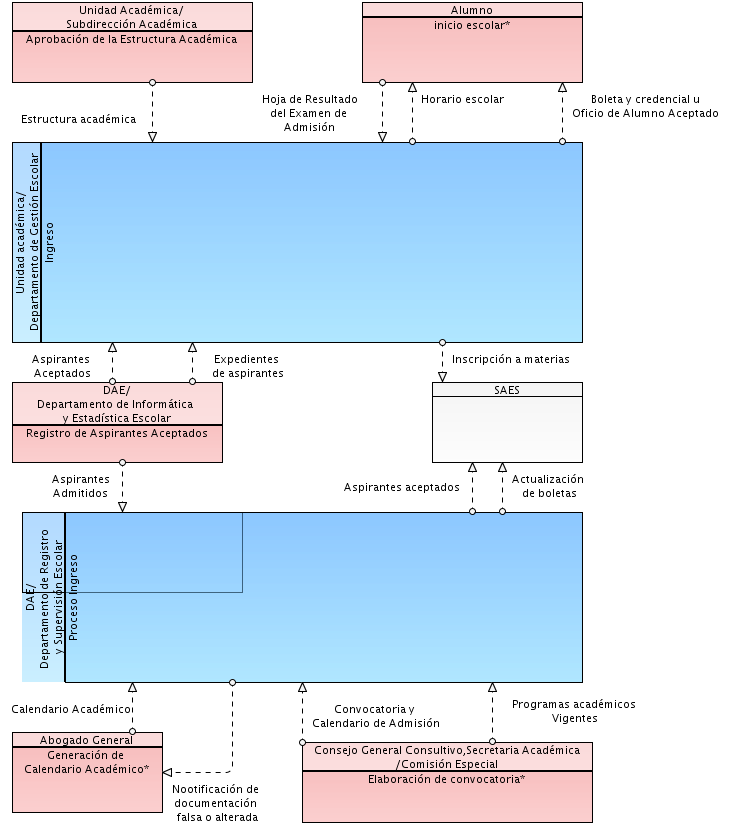 Unidad Académica/
Subdirección Académica
Aprobación de la Estructura Académica
Alumno
inicio escolar*
Estructura académica
Hoja de Resultado
del Examen de
Admisión
Horario escolar
Boleta y credencial u
Oficio de Alumno Aceptado
Unidad académica/
Departamento de Gestión Escolar
Ingreso
Aspirantes
Aceptados
Expedientes
de aspirantes
Inscripción a materias
DAE/
Departamento de Informática
y Estadística Escolar
Registro de Aspirantes Aceptados
SAES
Aspirantes
Admitidos
Aspirantes aceptados
Actualización
de boletas
DAE/
Departamento de Registro
y Supervisión Escolar
Proceso Ingreso
Calendario Académico
Convocatoria y
Calendario de Admisión
Programas académicos
Vigentes
Abogado General
Generación de
Calendario Académico*
Nootificación de
documentación
falsa o alterada
Consejo General Consultivo,Secretaria Académica
/Comisión Especial
Elaboración de convocatoria*